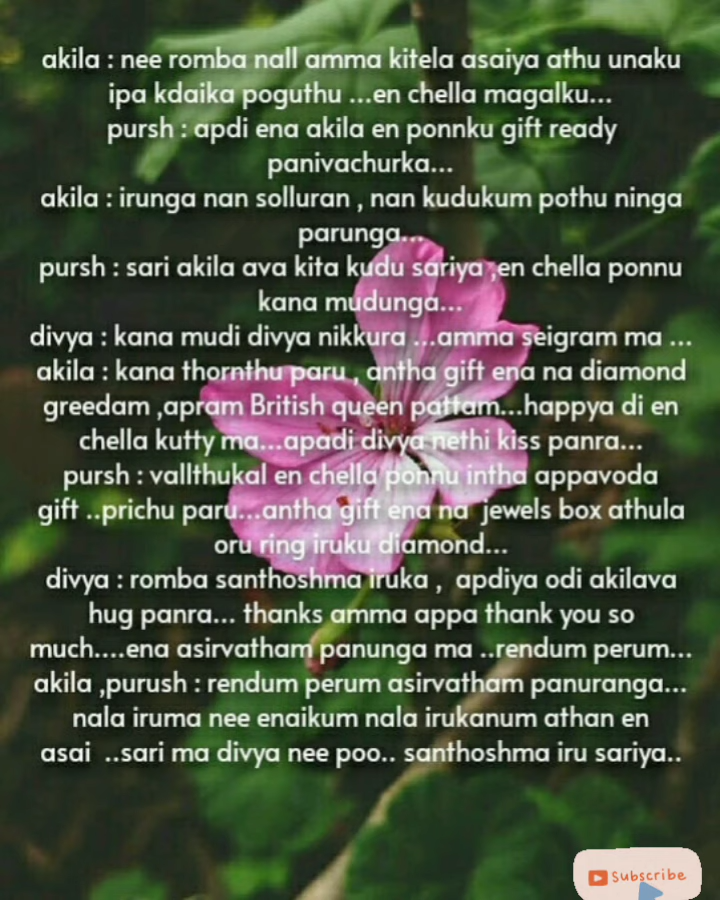 akila : nee romba nall amma kitela asaiya athu unaku
ipa kdaika poguthu ...en chella magalku...
pursh : apdi ena akila en ponnku gift ready
panivachurka...
akila : irunga nan solluran , nan kudukum pothu ninga
parunga...
pursh : sari akila ava kita kudu sariya ,en chella ponnu
kana mudunga...
divya : kana mudi divya nikkura ...amma seigram ma ...
akila : kana thornthu paru , antha gift ena na diamond
greedam ,apram British queen pattam...happya di en
chella kutty ma...apadi divya nethi kiss panra...
pursh : vallthukal en chella ponnu intha appavoda
gift ..prichu paru...antha gift ena na jewels box athula
oru ring iruku diamond...
divya : romba santhoshma iruka , apdiya odi akilava
hug panra... thanks amma appa thank you so
much....ena asirvatham panunga ma ..rendum perum...
akila ,purush : rendum perum asirvatham panuranga...
nala iruma nee enaikum nala irukanum athan en
asai ..sari ma divya nee poo.. santhoshma iru sariya..
Subscribe